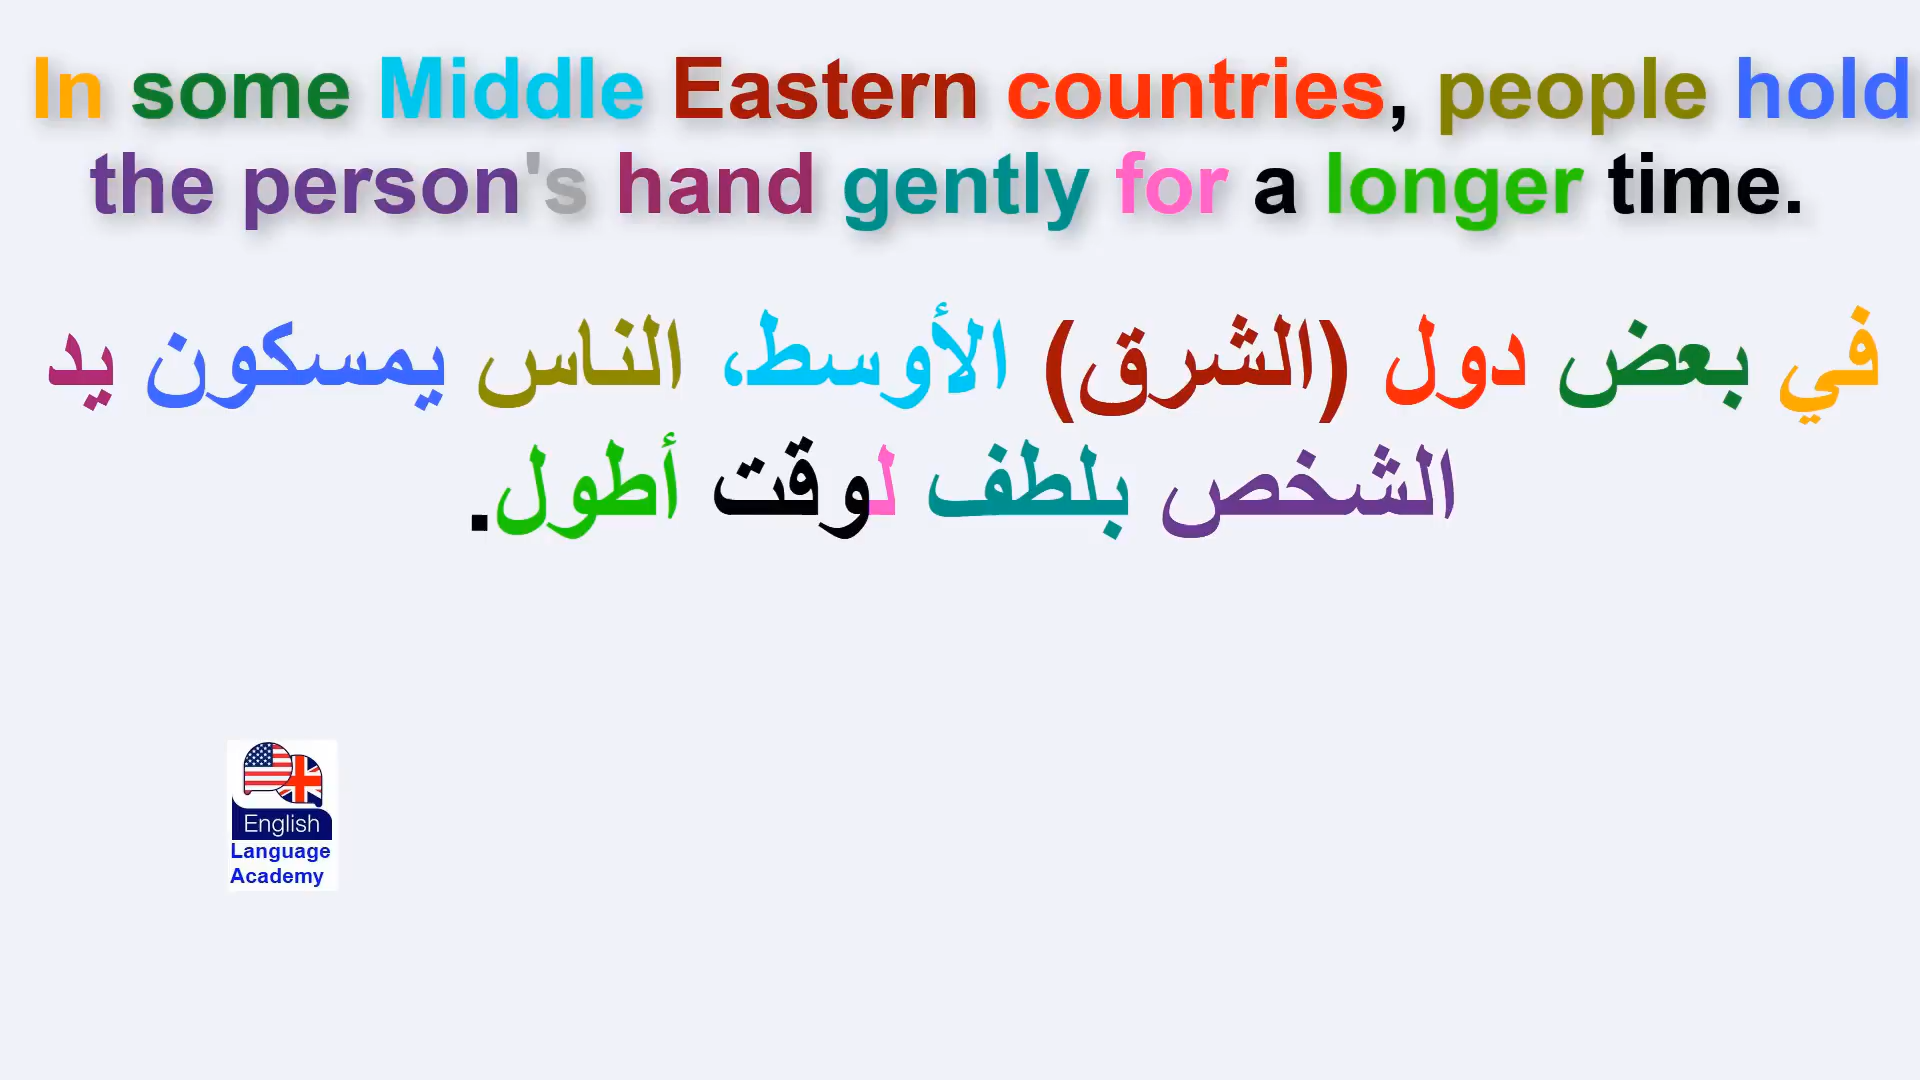 In some Middle Eastern countries, people hold
the person's hand gently for a longer time.
في بعض دول (الشرق) الأوسط، الناس يمسكون يد
الشخص بلطف لوقت أطول.
English
Language
Academy